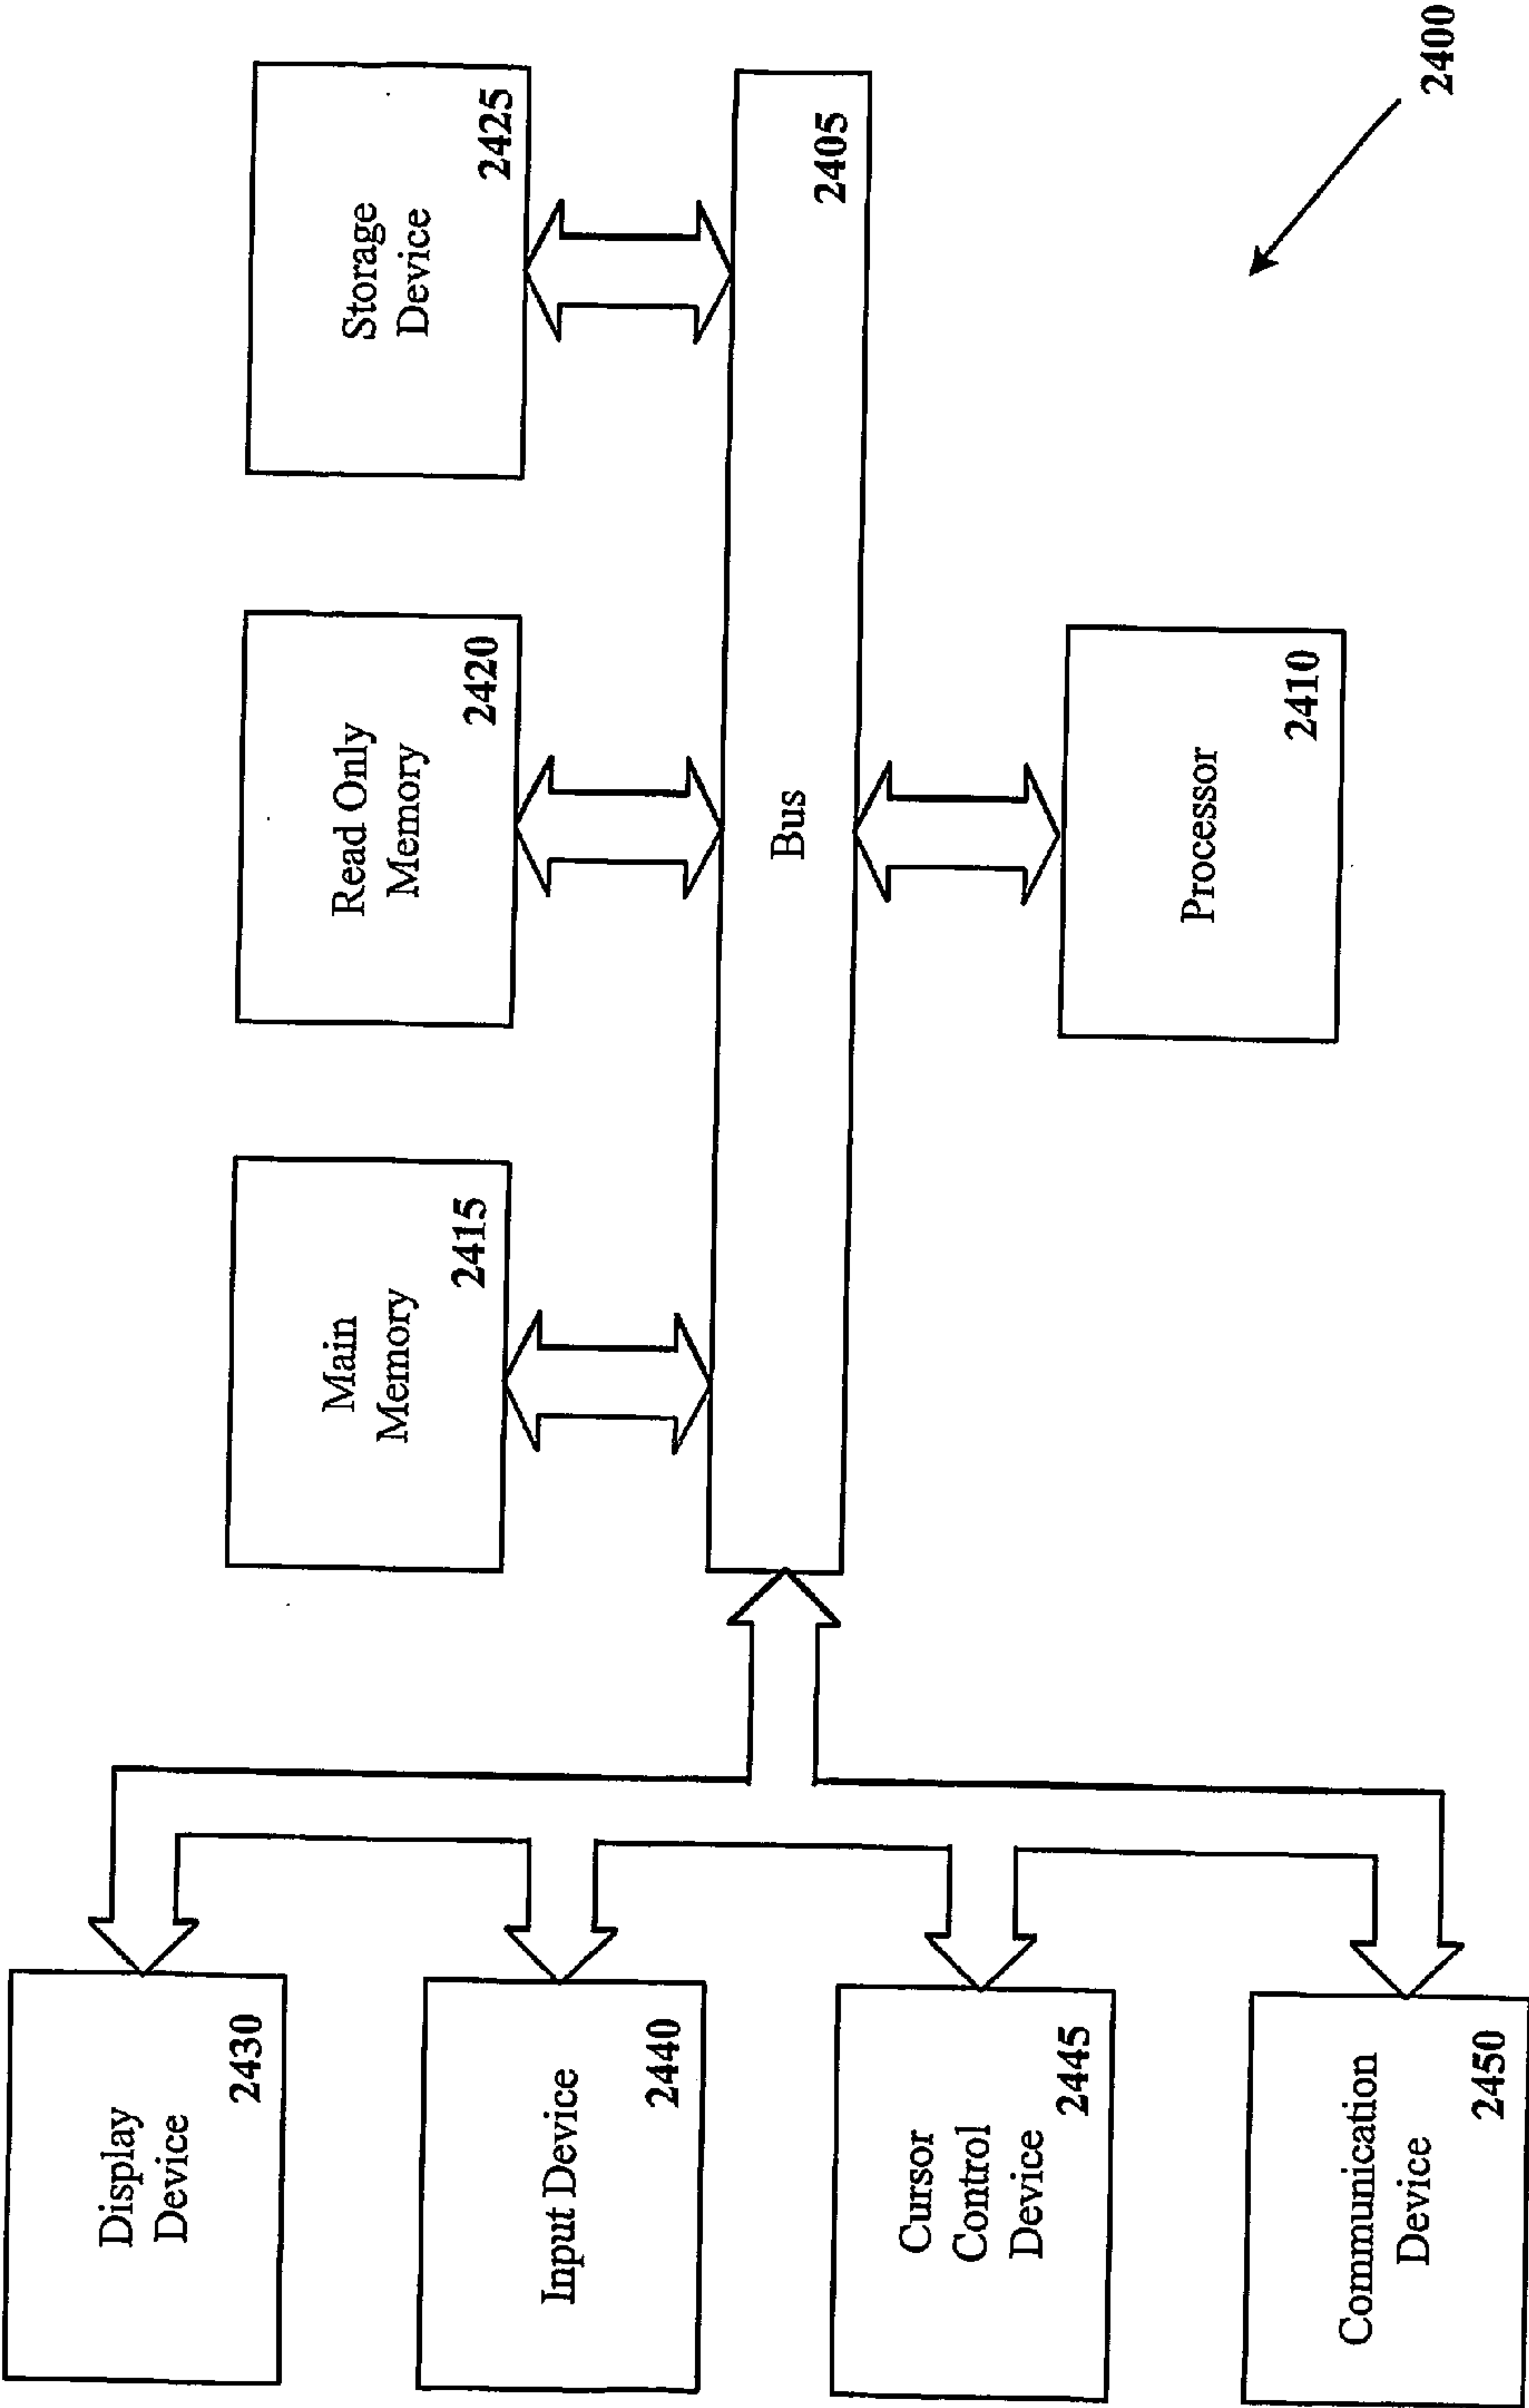 Display
Device
2430
Input Device
2440
Cursor
Control
Device
2445
Communication
Device
2450
Main
Memory
2415
Read Only
Memory
2420
Storage
Device
2425
Bus
2405
Processor
2410
2400